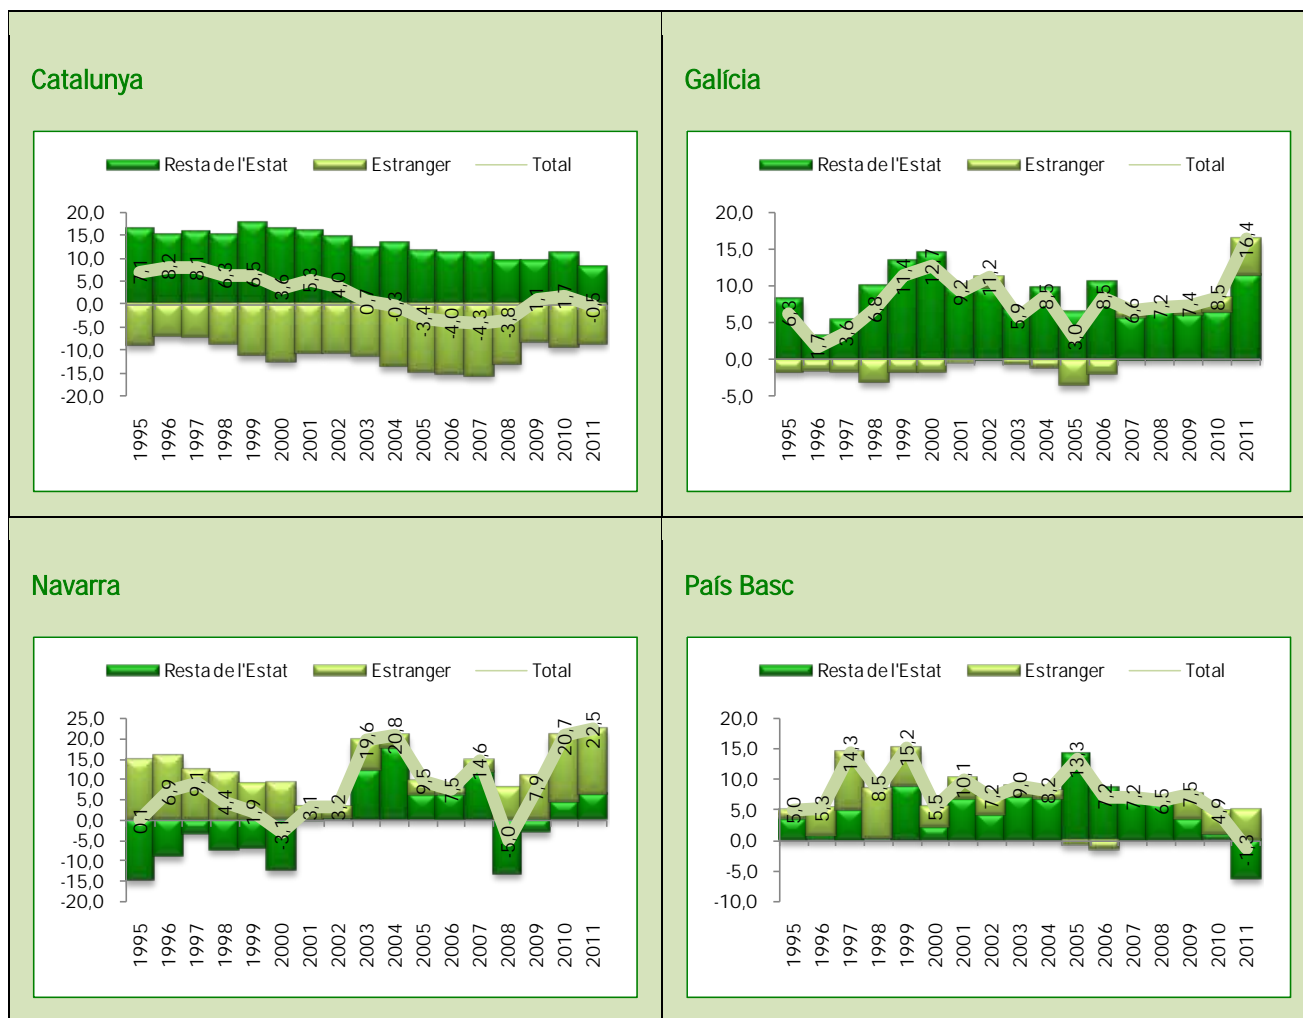 Catalunya
Resta de l'Estat Estranger Total
20,0
15,0
10,0
5,0
0,0
-5,0
-10,0
-15,0
-20,0
7,1 8,2 8,1 6,3 6,5 3,6 5,3 4,0 0,7 -0,3 -3,4 -4,0 -4,3 -3,8 1,1 1,7 -0,5
1995 1996 1997 1998 1999 2000 2001 2002 2003 2004 2005 2006 2007 2008 2009 2010 2011
Galícia
Resta de l'Estat Estranger Total
20,0
15,0
10,0
5,0
0,0
-5,0
6,3 1,7 3,6 6,8 11,4 12,7 9,2 11,2 5,9 8,5 3,0 8,5 6,6 7,2 7,4 8,5 16,4
1995 1996 1997 1998 1999 2000 2001 2002 2003 2004 2005 2006 2007 2008 2009 2010 2011
Navarra
Resta de l'Estat Estranger Total
25,0
20,0
15,0
10,0
5,0
0,0
-5,0
-10,0
-15,0
-20,0
0,1 6,9 9,1 4,4 1,9 -3,1 3,1 3,2 19,6 20,8 9,5 7,5 14,6 -5,0 7,9 20,7 22,5
1995 1996 1997 1998 1999 2000 2001 2002 2003 2004 2005 2006 2007 2008 2009 2010 2011
País Basc
Resta de l'Estat Estranger Total
20,0
15,0
10,0
5,0
0,0
-5,0
-10,0
5,0 5,3 14,3 8,5 15,2 5,5 10,1 7,2 9,0 8,2 13,3 7,2 7,2 6,5 7,5 4,9 -1,3
1995 1996 1997 1998 1999 2000 2001 2002 2003 2004 2005 2006 2007 2008 2009 2010 2011